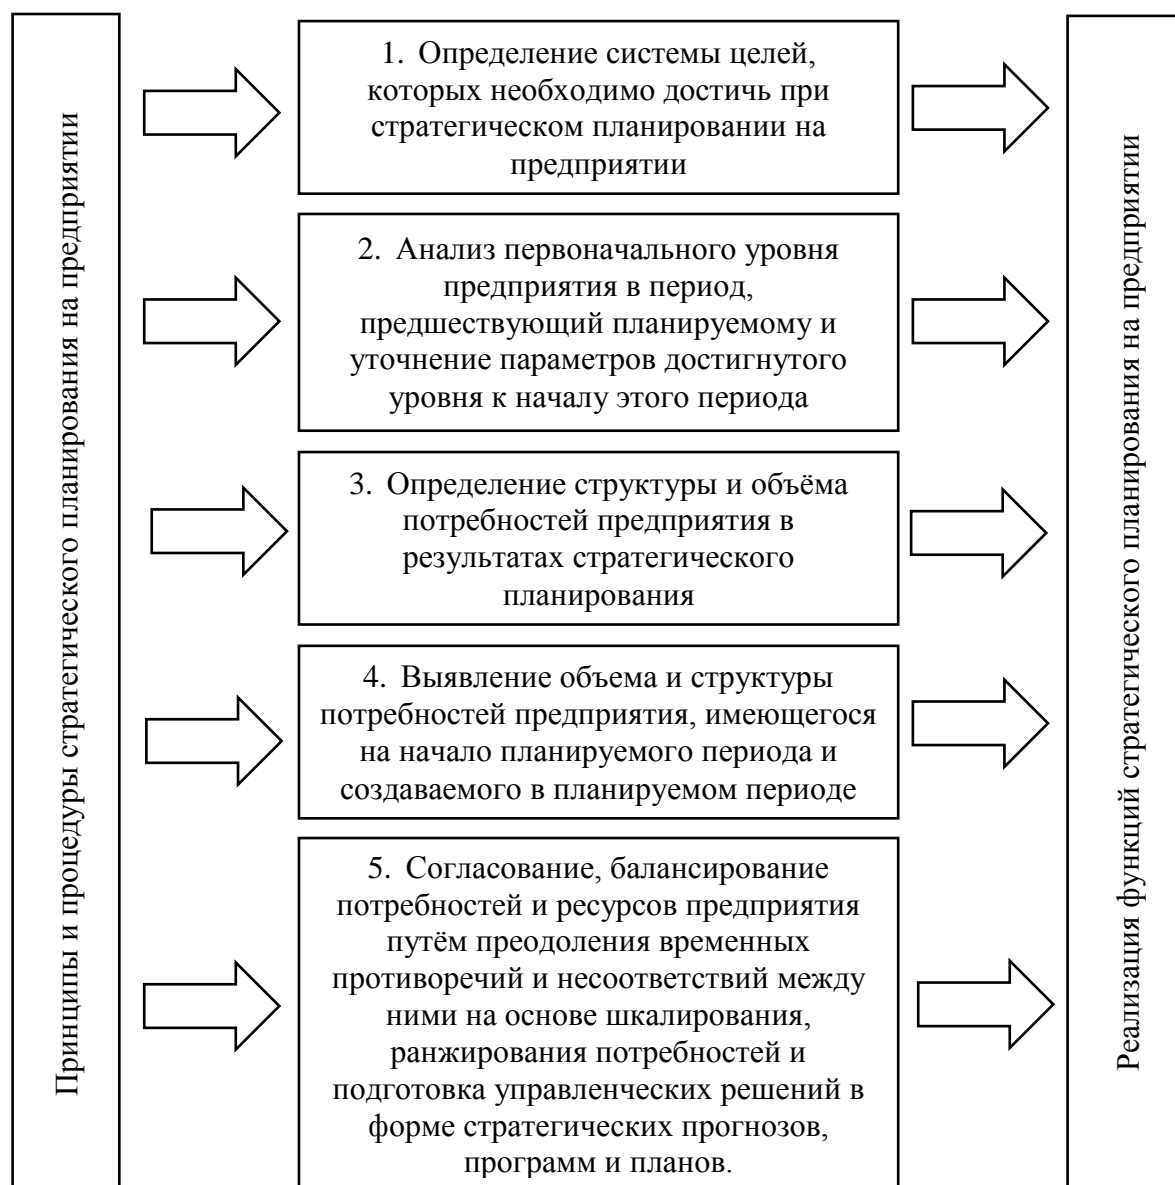 Принципы и процедуры стратегического планирования на предприятии
1. Определение системы целей,
которых необходимо достичь при
стратегическом планировании на
предприятии
2. Анализ первоначального уровня
предприятия в период,
предшествующий планируемому и
уточнение параметров достигнутого
уровня к началу этого периода
3. Определение структуры и объёма
потребностей предприятия в
результатах стратегического
планирования
4. Выявление объема и структуры
потребностей предприятия, имеющегося
на начало планируемого периода и
создаваемого в планируемом периоде
5. Согласование, балансирование
потребностей и ресурсов предприятия
путём преодоления временных
противоречий и несоответствий между
ними на основе шкалирования,
ранжирования потребностей и
подготовка управленческих решений в
форме стратегических прогнозов,
программ и планов.
Реализация функций стратегического планирования на предприятии